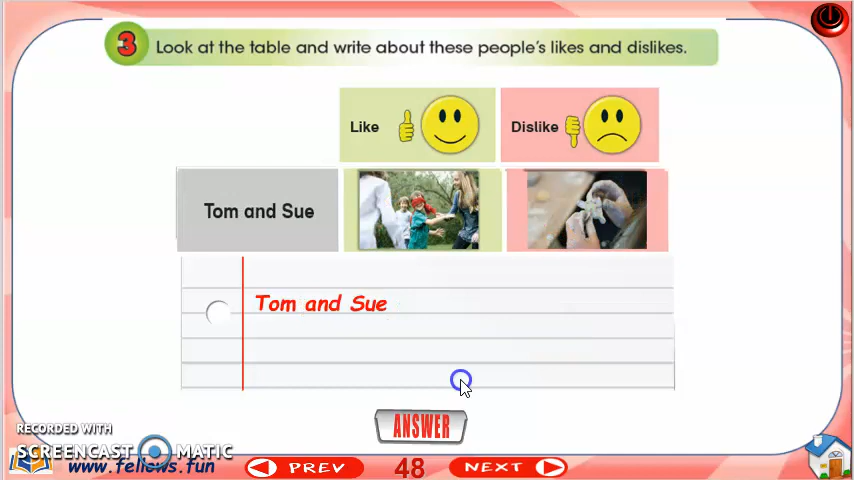 3 Look at the table and write about these people's likes and dislikes.
Like Dislike
Tom and Sue
Tom and Sue
ANSWER
RECORDED WITH
SCREENCAST MATIC
www.fellows.fun PREV 48 NEXT